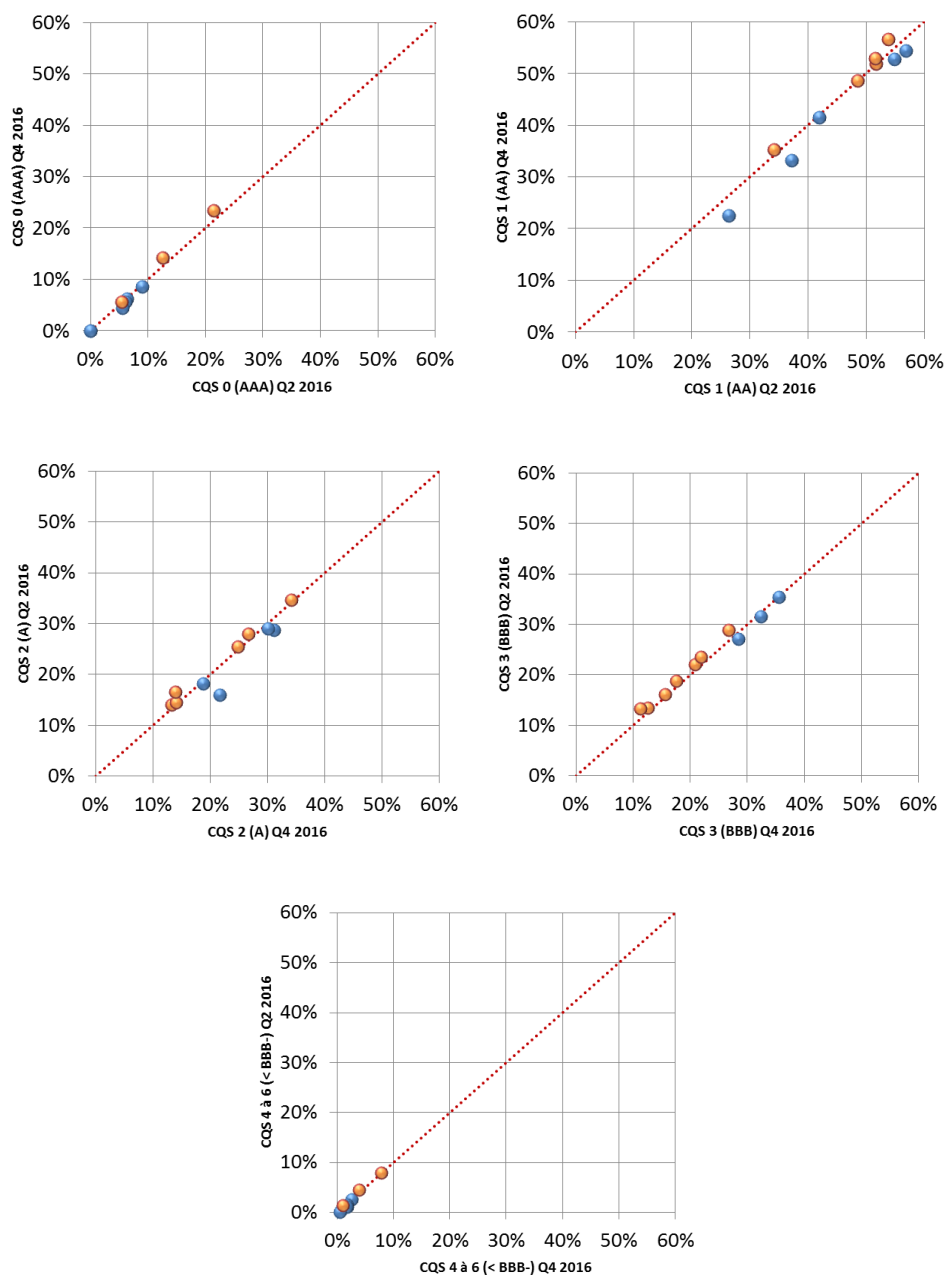 60%
50%
40%
30%
20%
10%
0%
CQS 0 (AAA) Q4 2016
0% 10% 20% 30% 40% 50% 60%
CQS 0 (AAA) Q2 2016
60%
50%
40%
30%
20%
10%
0%
CQS 1 (AA) Q4 2016
0% 10% 20% 30% 40% 50% 60%
CQS 1 (AA) Q2 2016
60%
50%
40%
30%
20%
10%
0%
CQS 2 (A) Q2 2016
0% 10% 20% 30% 40% 50% 60%
CQS 2 (A) Q4 2016
60%
50%
40%
30%
20%
10%
0%
CQS 3 (BBB) Q2 2016
0% 10% 20% 30% 40% 50% 60%
CQS 3 (BBB) Q4 2016
60%
50%
40%
30%
20%
10%
0%
CQS 4 à 6 (< BBB-) Q2 2016
0% 10% 20% 30% 40% 50% 60%
CQS 4 à 6 (< BBB-) Q4 2016